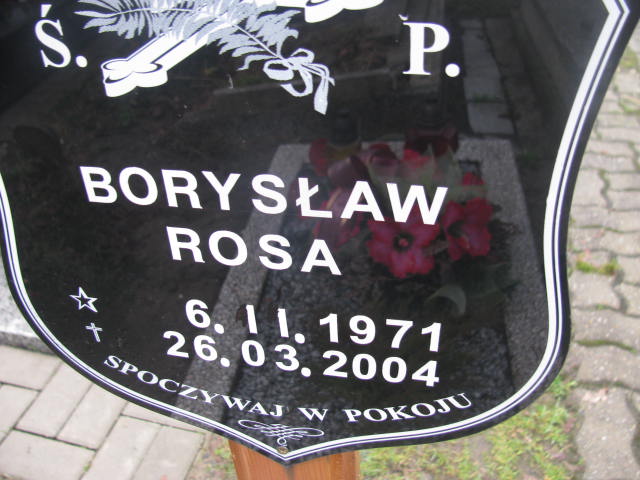 Ś. P.
BORYSŁAW
ROSA
6. II. 1971
26.03.2004
SPOCZYWAJ W POKOJU